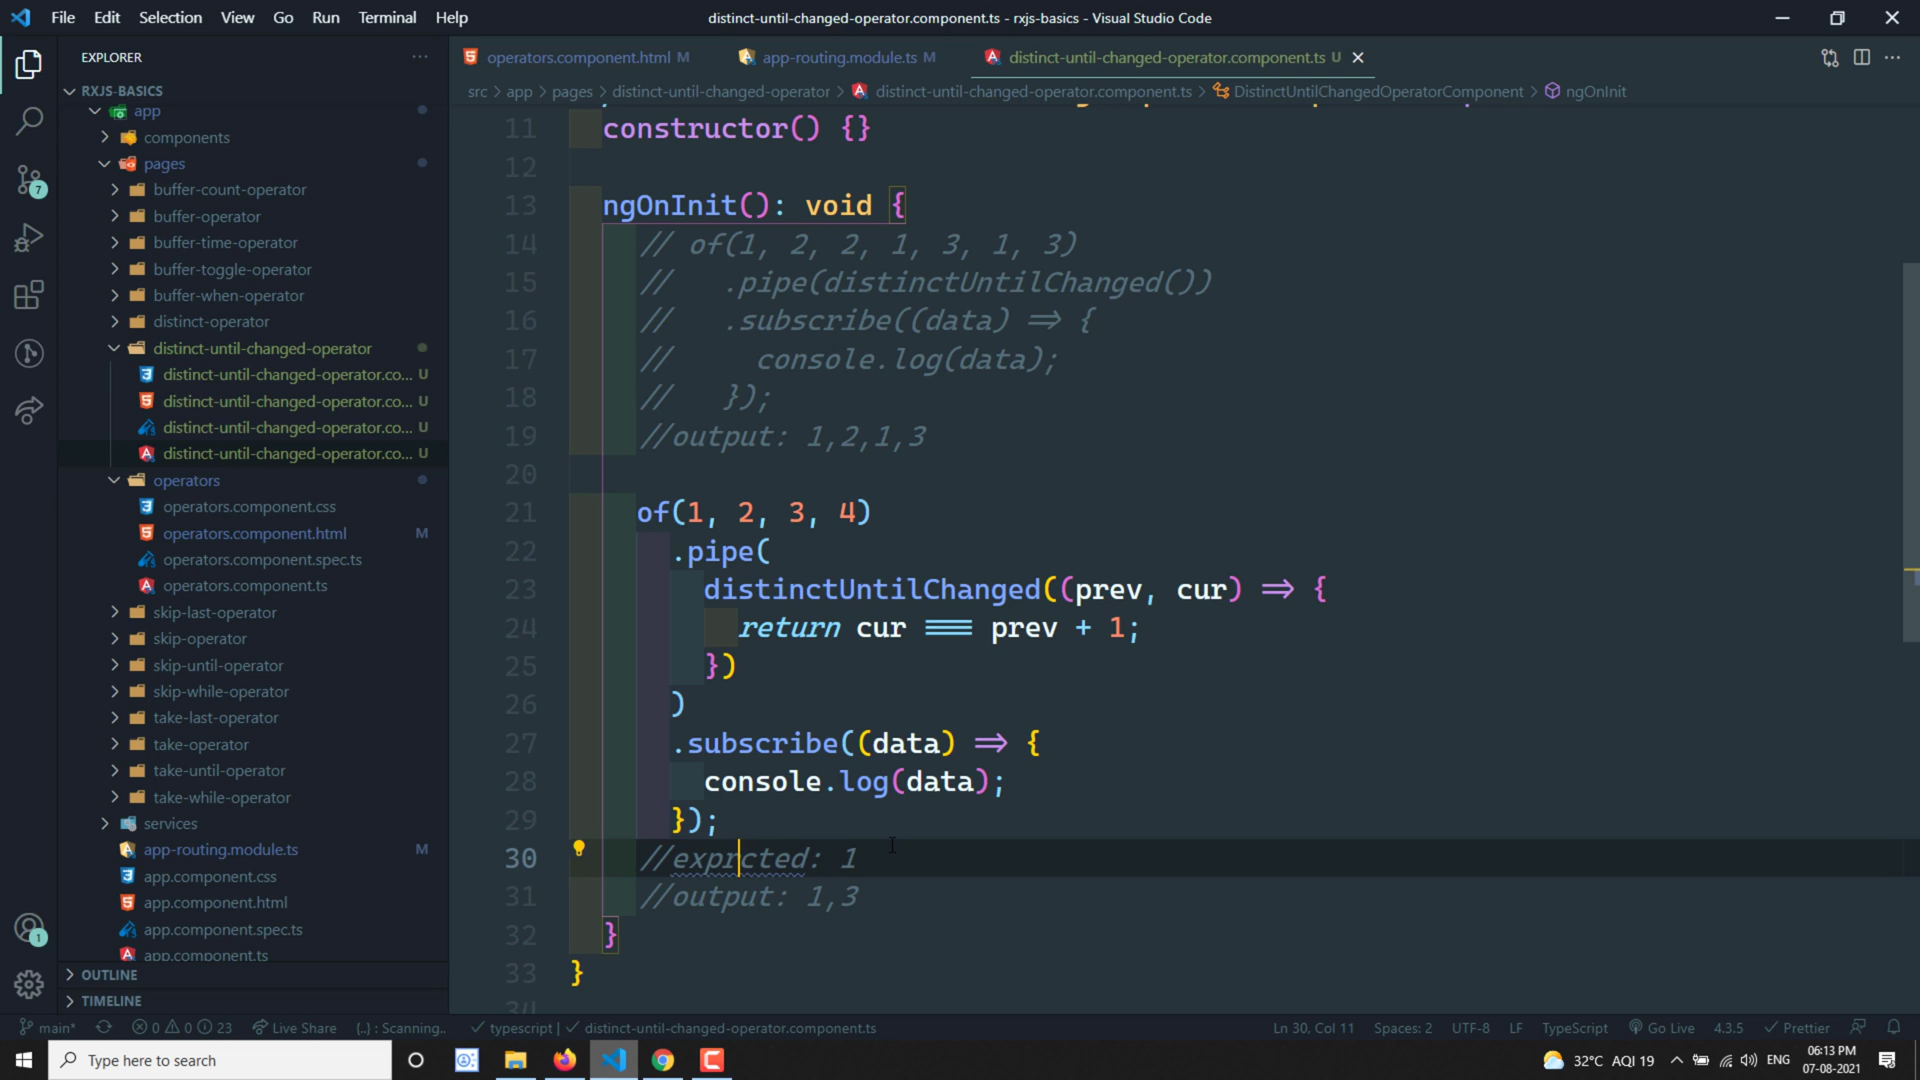 File Edit Selection View Go Run Terminal Help
distinct-until-changed-operator.component.ts - rxjs-basics - Visual Studio Code
EXPLORER
RXJS-BASICS
app
components
pages
buffer-count-operator
buffer-operator
buffer-time-operator
buffer-toggle-operator
buffer-when-operator
distinct-operator
distinct-until-changed-operator
distinct-until-changed-operator.co... U
distinct-until-changed-operator.co... U
distinct-until-changed-operator.co... U
distinct-until-changed-operator.co... U
operators
operators.component.css
operators.component.html M
operators.component.spec.ts
operators.component.ts
skip-last-operator
skip-operator
skip-until-operator
skip-while-operator
take-last-operator
take-operator
take-until-operator
take-while-operator
services
app-routing.module.ts M
app.component.css
app.component.html
app.component.spec.ts
app.component.ts
OUTLINE
TIMELINE
7
1
operators.component.html M
app-routing.module.ts M
distinct-until-changed-operator.component.ts U
src > app > pages > distinct-until-changed-operator > distinct-until-changed-operator.component.ts > DistinctUntilChangedOperatorComponent > ngOnInit
11 constructor() {}
12
13 ngOnInit(): void {
14 // of(1, 2, 2, 1, 3, 1, 3)
15 // .pipe(distinctUntilChanged())
16 // .subscribe((data) => {
17 // console.log(data);
18 // });
19 //output: 1,2,1,3
20
21 of(1, 2, 3, 4)
22 .pipe(
23 distinctUntilChanged((prev, cur) => {
24 return cur === prev + 1;
25 })
26 )
27 .subscribe((data) => {
28 console.log(data);
29 });
30 //exprcted: 1
31 //output: 1,3
32 }
33 }
34
main* 0 0 23 Live Share {..} : Scanning.. typescript | distinct-until-changed-operator.component.ts
Ln 30, Col 11 Spaces: 2 UTF-8 LF TypeScript Go Live 4.3.5 Prettier
Type here to search
32°C AQI 19 ENG 06:13 PM
07-08-2021